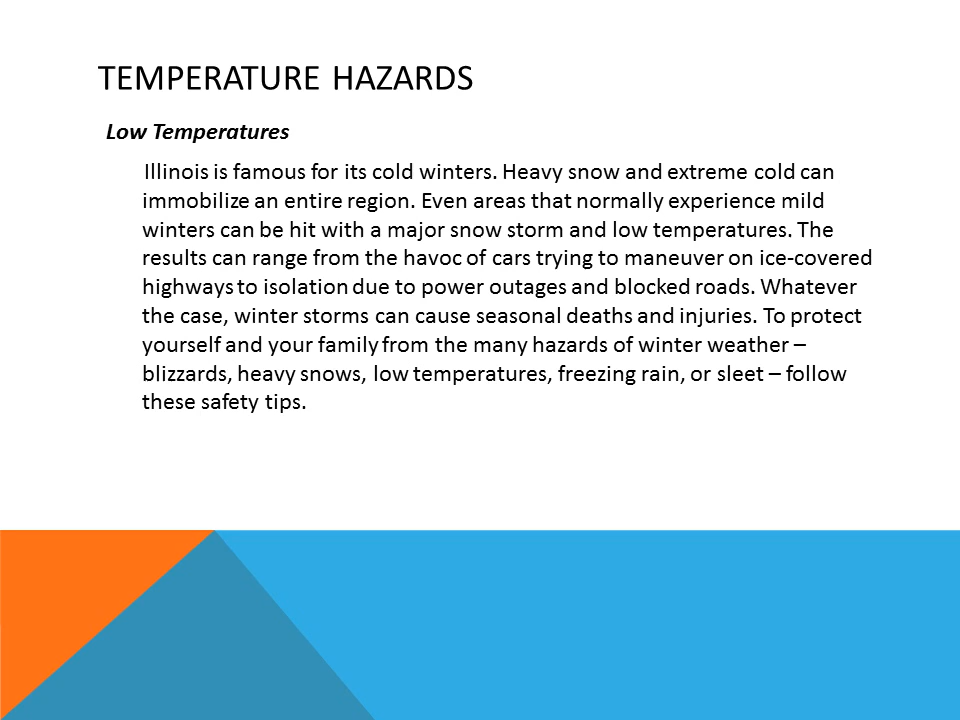 TEMPERATURE HAZARDS
Low Temperatures
Illinois is famous for its cold winters. Heavy snow and extreme cold can
immobilize an entire region. Even areas that normally experience mild
winters can be hit with a major snow storm and low temperatures. The
results can range from the havoc of cars trying to maneuver on ice-covered
highways to isolation due to power outages and blocked roads. Whatever
the case, winter storms can cause seasonal deaths and injuries. To protect
yourself and your family from the many hazards of winter weather –
blizzards, heavy snows, low temperatures, freezing rain, or sleet – follow
these safety tips.